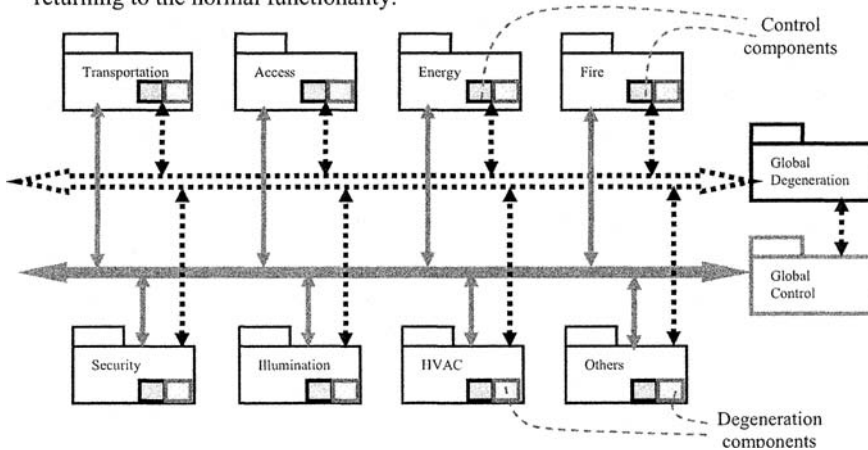 returning to the normal functionality.
Control
components
Transportation
Access
Energy
Fire
Global
Degeneration
Global
Control
Security
Illumination
HVAC
Others
Degeneration
components